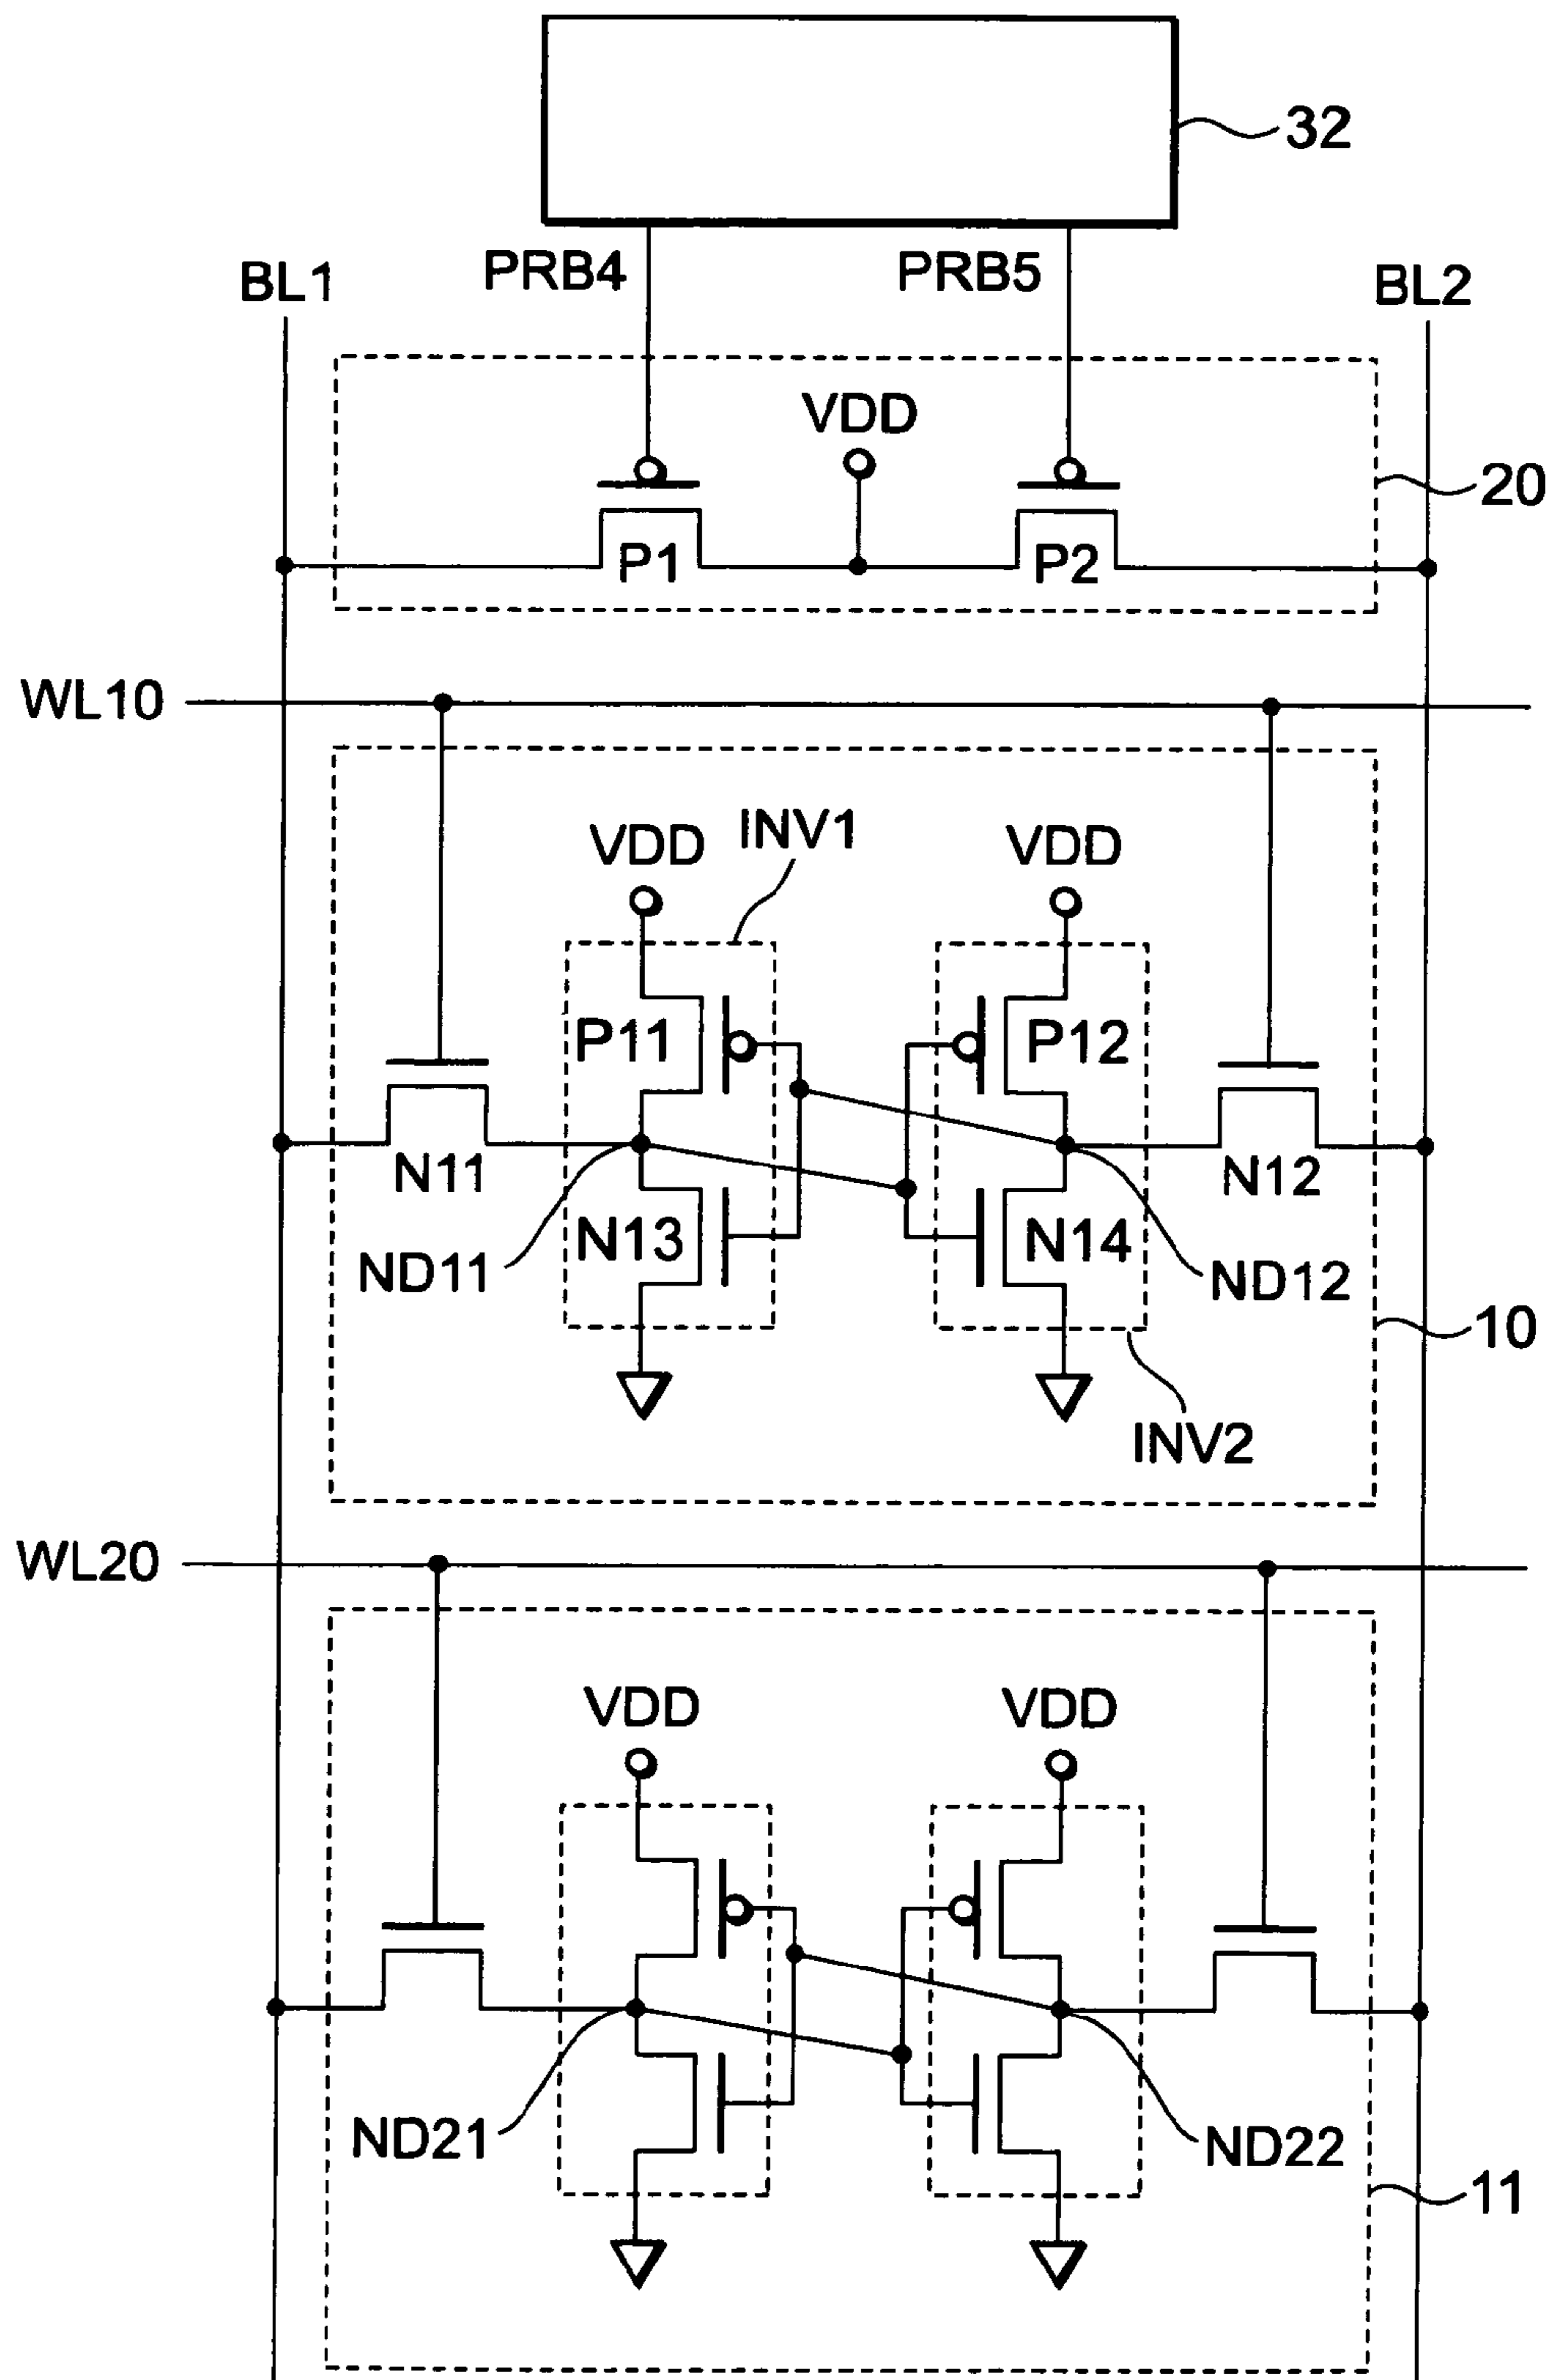 32
PRB4
PRB5
BL1
BL2
VDD
20
P1
P2
WL10
INV1
VDD
VDD
P11
P12
N11
N12
N13
N14
ND11
ND12
10
INV2
WL20
VDD
VDD
ND21
ND22
11